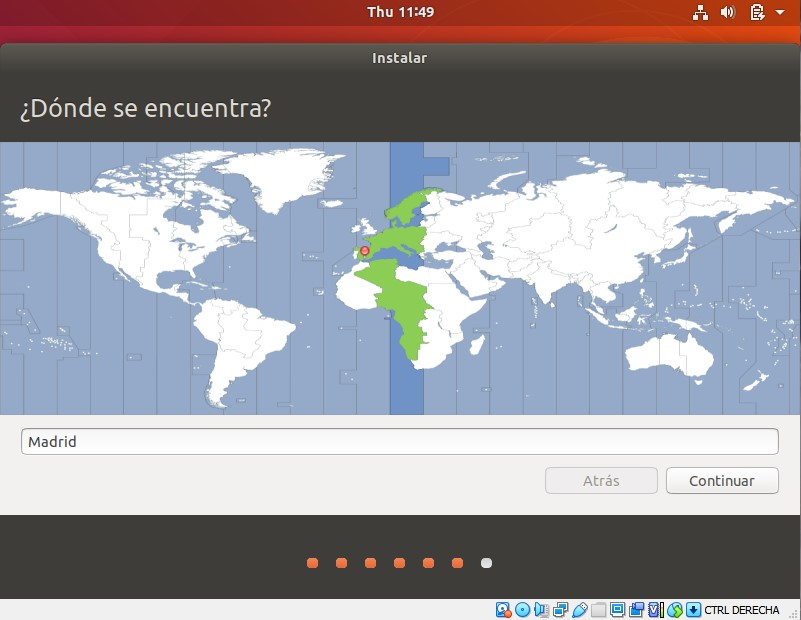 Thu 11:49
Instalar
¿Dónde se encuentra?
Madrid
Atrás
Continuar
CTRL DERECHA